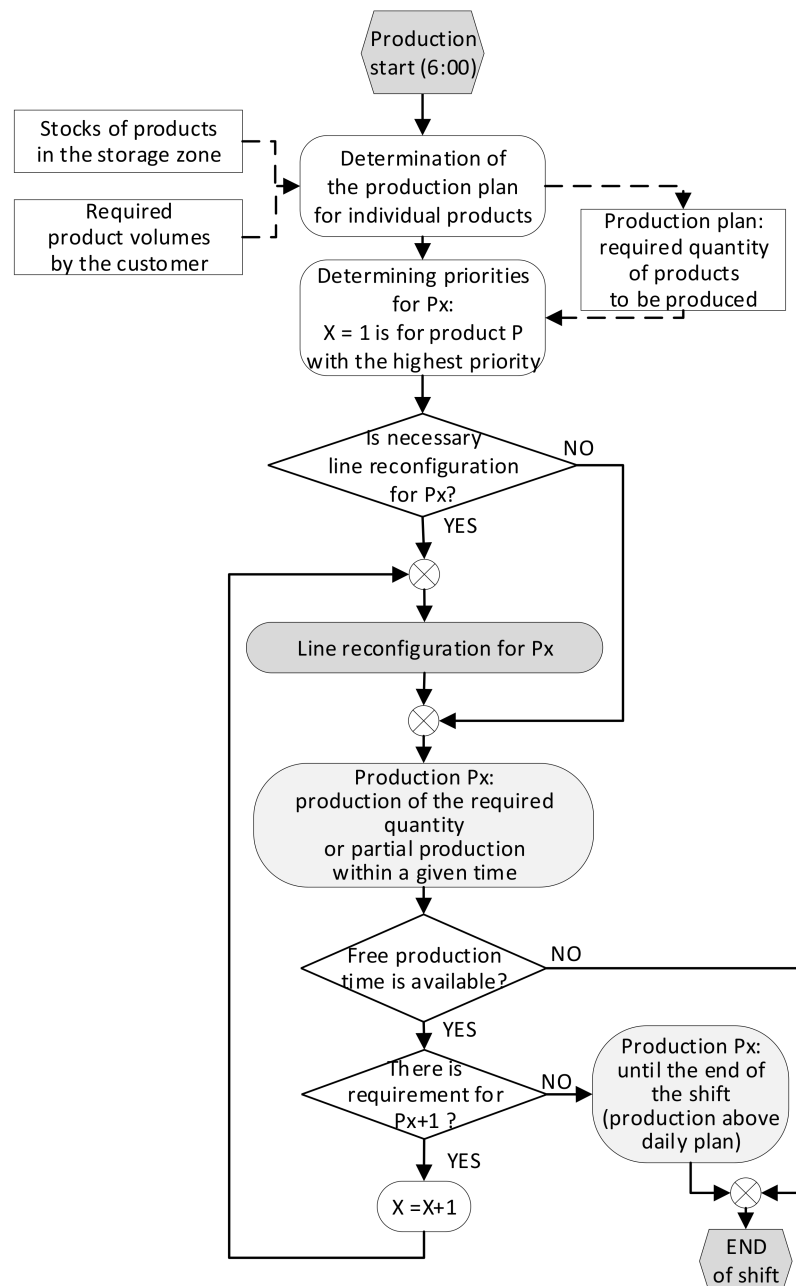 Production
start (6:00)
Stocks of products
in the storage zone
Determination of
the production plan
for individual products
Required
product volumes
by the customer
Production plan:
required quantity
of products
to be produced
Determining priorities
for Px:
X = 1 is for product P
with the highest priority
Is necessary
line reconfiguration
for Px?
NO
YES
Line reconfiguration for Px
Production Px:
production of the required
quantity
or partial production
within a given time
Free production
time is available?
NO
YES
There is
requirement for
Px+1 ?
NO
Production Px:
until the end of
the shift
(production above
daily plan)
YES
X =X+1
END
of shift